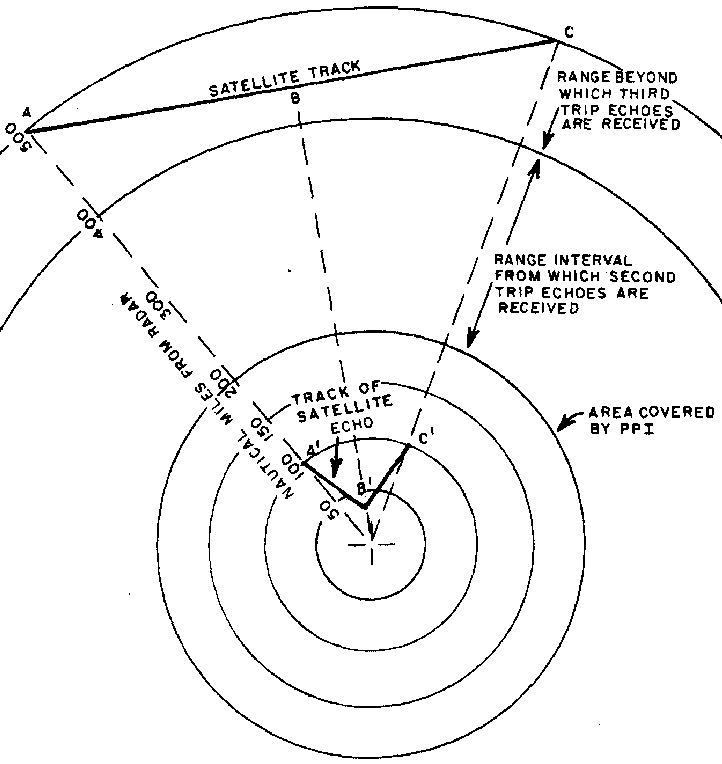 C
RANGE BEYOND
WHICH THIRD
TRIP ECHOES
ARE RECEIVED
SATELLITE TRACK
A
B
500
400
RANGE INTERVAL
FROM WHICH SECOND
TRIP ECHOES ARE
RECEIVED
300
NAUTICAL MILES FROM RADAR
200
TRACK OF
SATELLITE
ECHO
AREA COVERED
BY PPI
150
A'
C'
100
B'
50